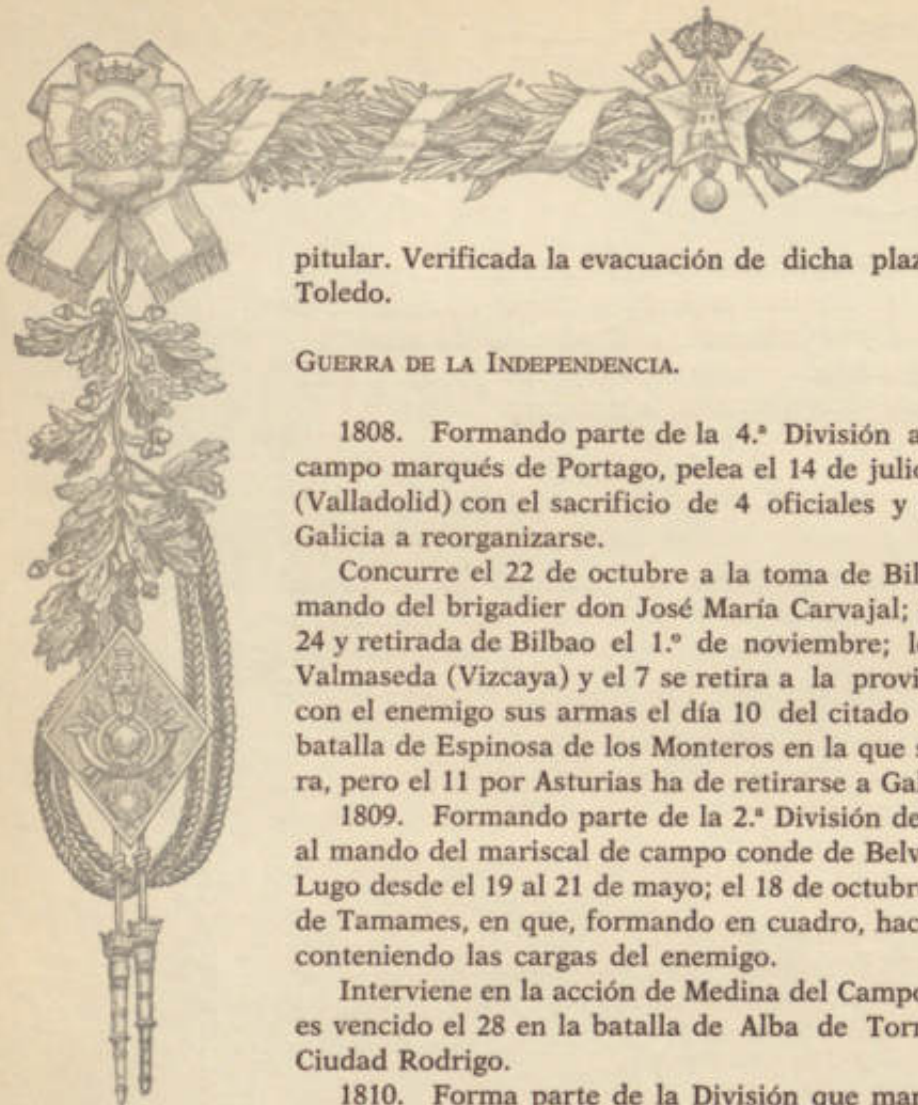 pitular. Verificada la evacuación de dicha plaz
Toledo.
GUERRA DE LA INDEPENDENCIA.
1808. Formando parte de la 4.ª División a
campo marqués de Portago, pelea el 14 de julio
(Valladolid) con el sacrificio de 4 oficiales y
Galicia a reorganizarse.
Concurre el 22 de octubre a la toma de Bil
mando del brigadier don José María Carvajal;
24 y retirada de Bilbao el 1.º de noviembre; l
Valmaseda (Vizcaya) y el 7 se retira a la provi
con el enemigo sus armas el día 10 del citado
batalla de Espinosa de los Monteros en la que s
ra, pero el 11 por Asturias ha de retirarse a Gal
1809. Formando parte de la 2.ª División de
al mando del mariscal de campo conde de Belv
Lugo desde el 19 al 21 de mayo; el 18 de octubr
de Tamames, en que, formando en cuadro, hac
conteniendo las cargas del enemigo.
Interviene en la acción de Medina del Campo
es vencido el 28 en la batalla de Alba de Torr
Ciudad Rodrigo.
1810. Forma parte de la División que man